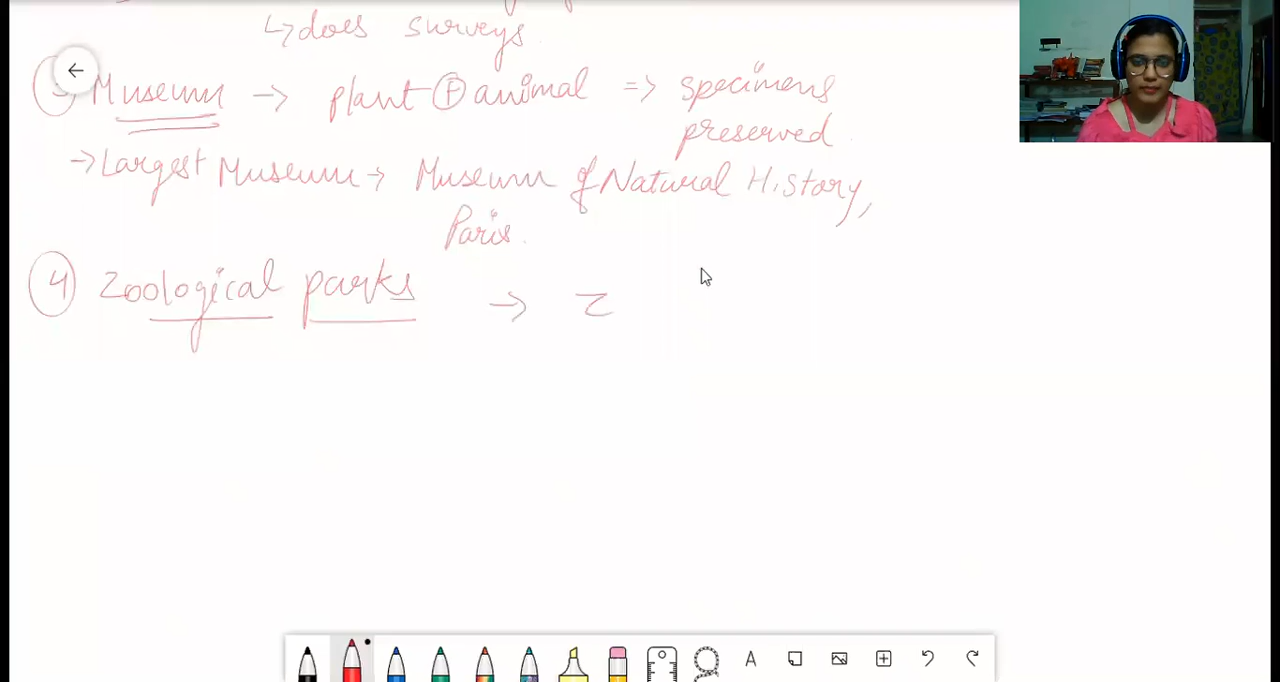 ↳ does surveys
Museum → plant + animal ⇒ specimens
preserved
→ Largest Museum → Museum of Natural History,
Paris.
4 Zoological parks → Z
A